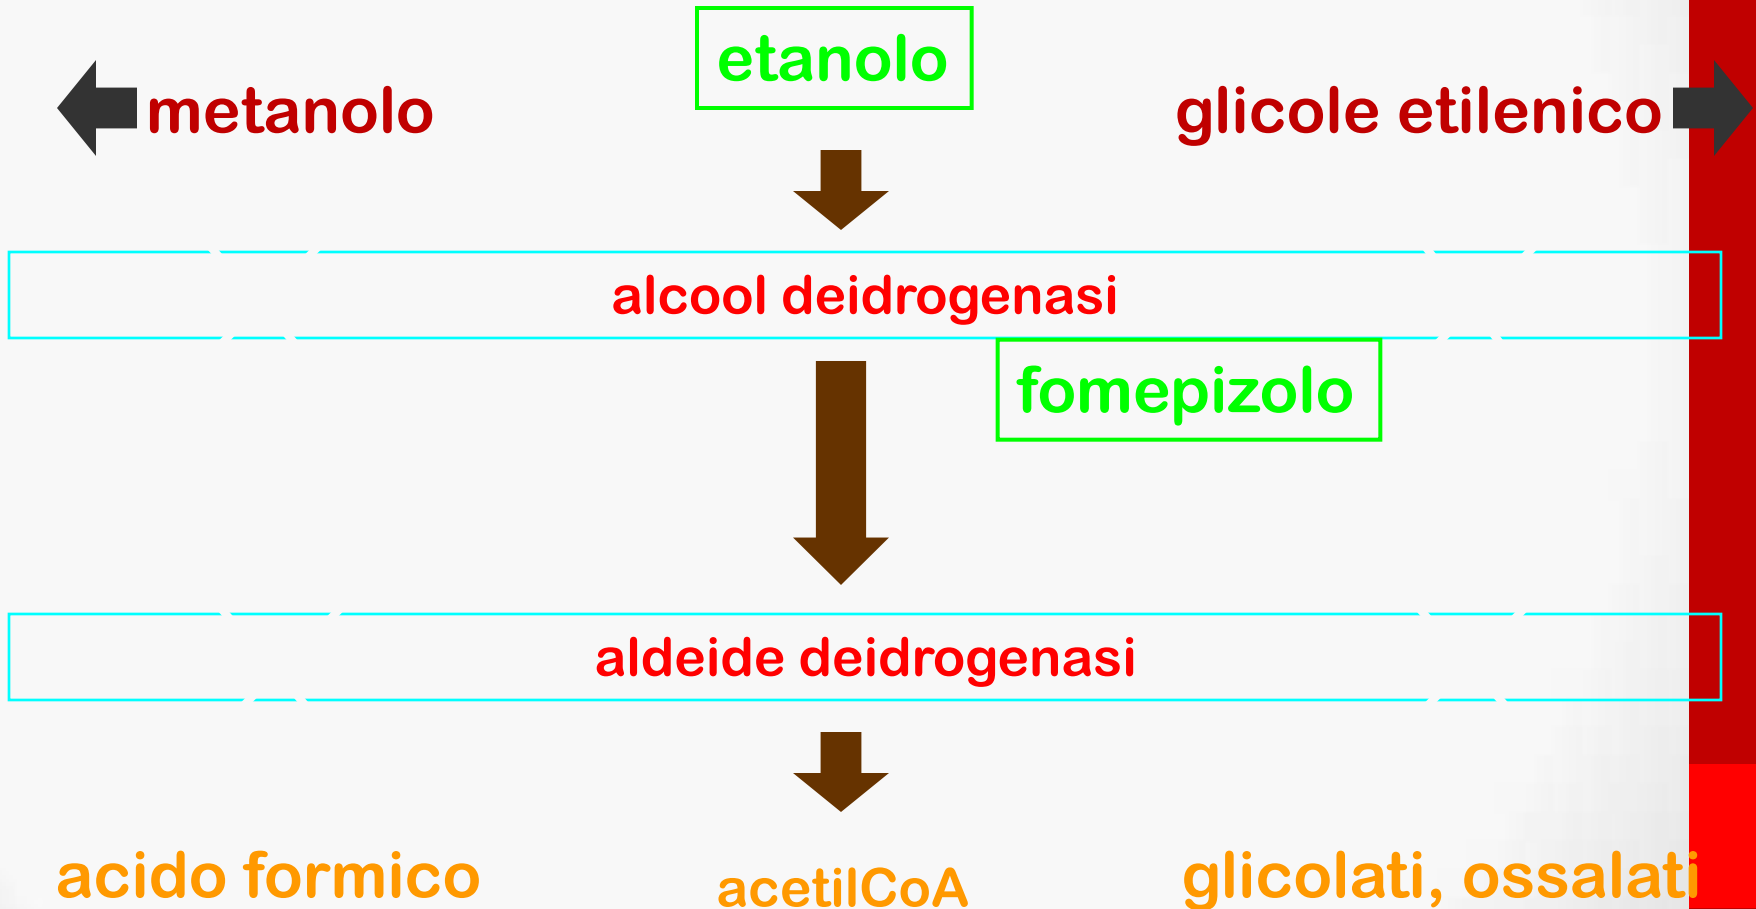 etanolo
metanolo
glicole etilenico
alcool deidrogenasi
fomepizolo
aldeide deidrogenasi
acido formico
acetilCoA
glicolati, ossalati